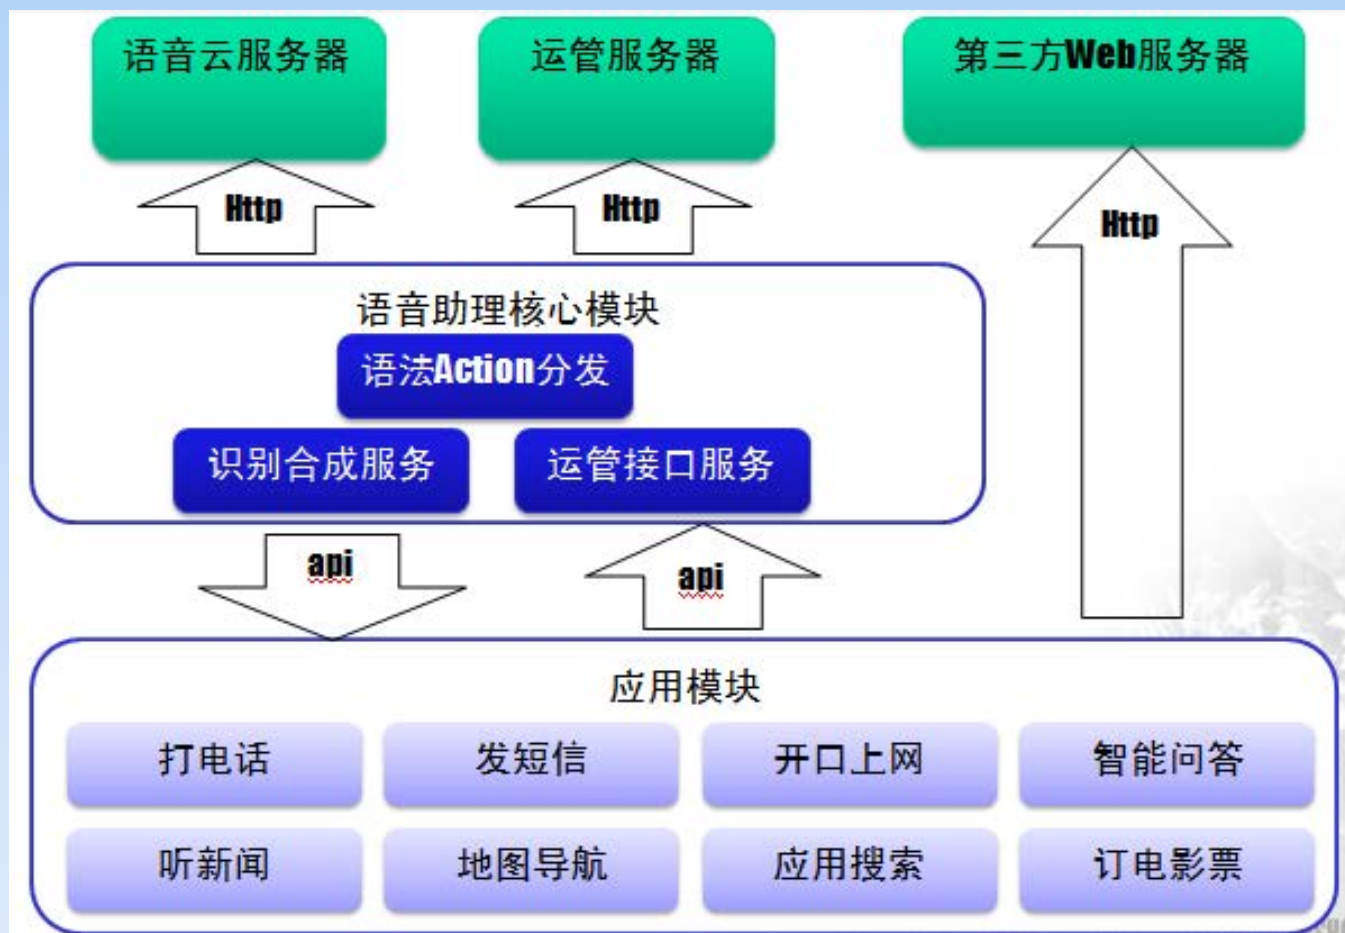 语音云服务器
运管服务器
第三方Web服务器
Http
Http
Http
语音助理核心模块
语法Action分发
识别合成服务
运管接口服务
api
api
应用模块
打电话
发短信
开口上网
智能问答
听新闻
地图导航
应用搜索
订电影票